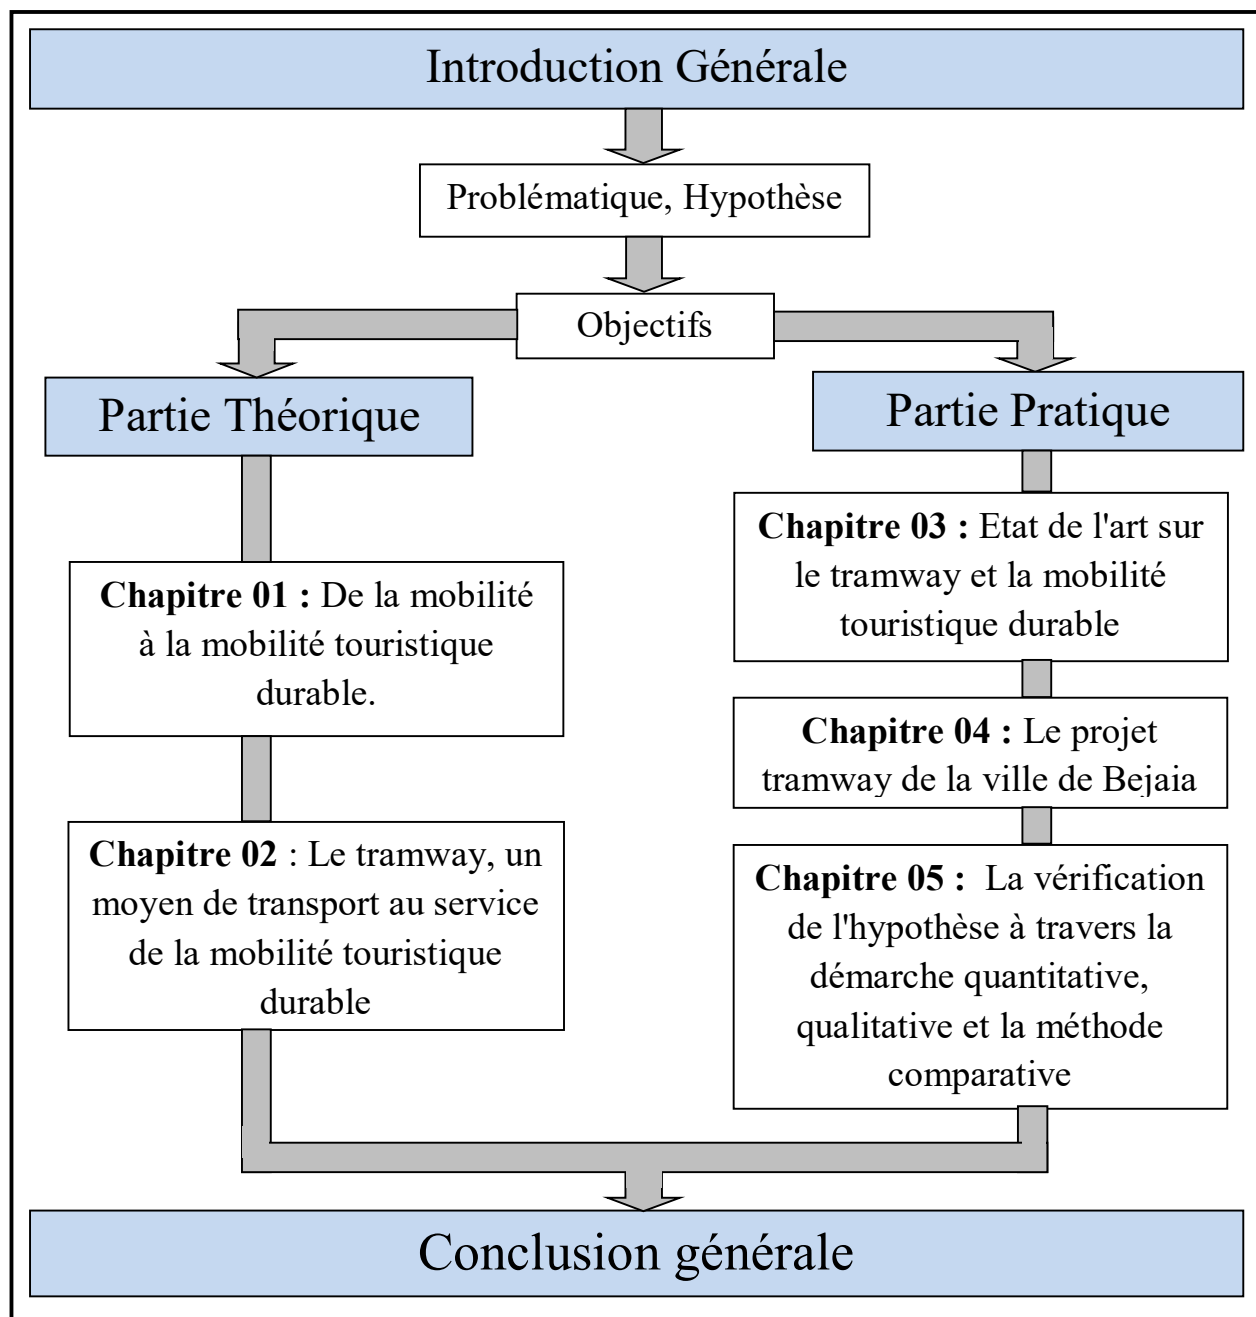 Introduction Générale
Problématique, Hypothèse
Objectifs
Partie Théorique
Partie Pratique
Chapitre 01 : De la mobilité
à la mobilité touristique
durable.
Chapitre 02 : Le tramway, un
moyen de transport au service
de la mobilité touristique
durable
Chapitre 03 : Etat de l'art sur
le tramway et la mobilité
touristique durable
Chapitre 04 : Le projet
tramway de la ville de Bejaia
Chapitre 05 : La vérification
de l'hypothèse à travers la
démarche quantitative,
qualitative et la méthode
comparative
Conclusion générale